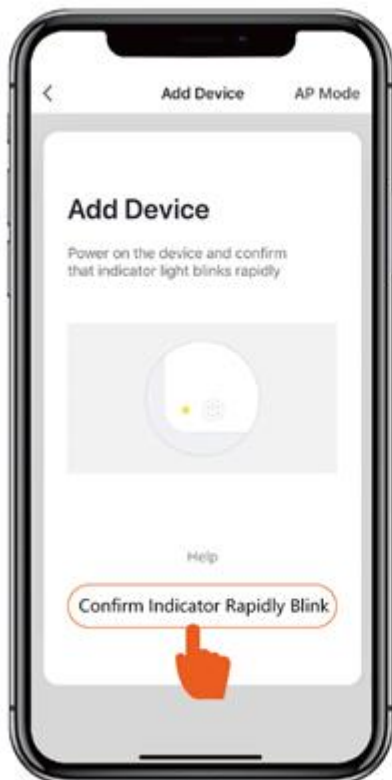 Add Device AP Mode
Add Device
Power on the device and confirm
that indicator light blinks rapidly
Help
Confirm Indicator Rapidly Blink